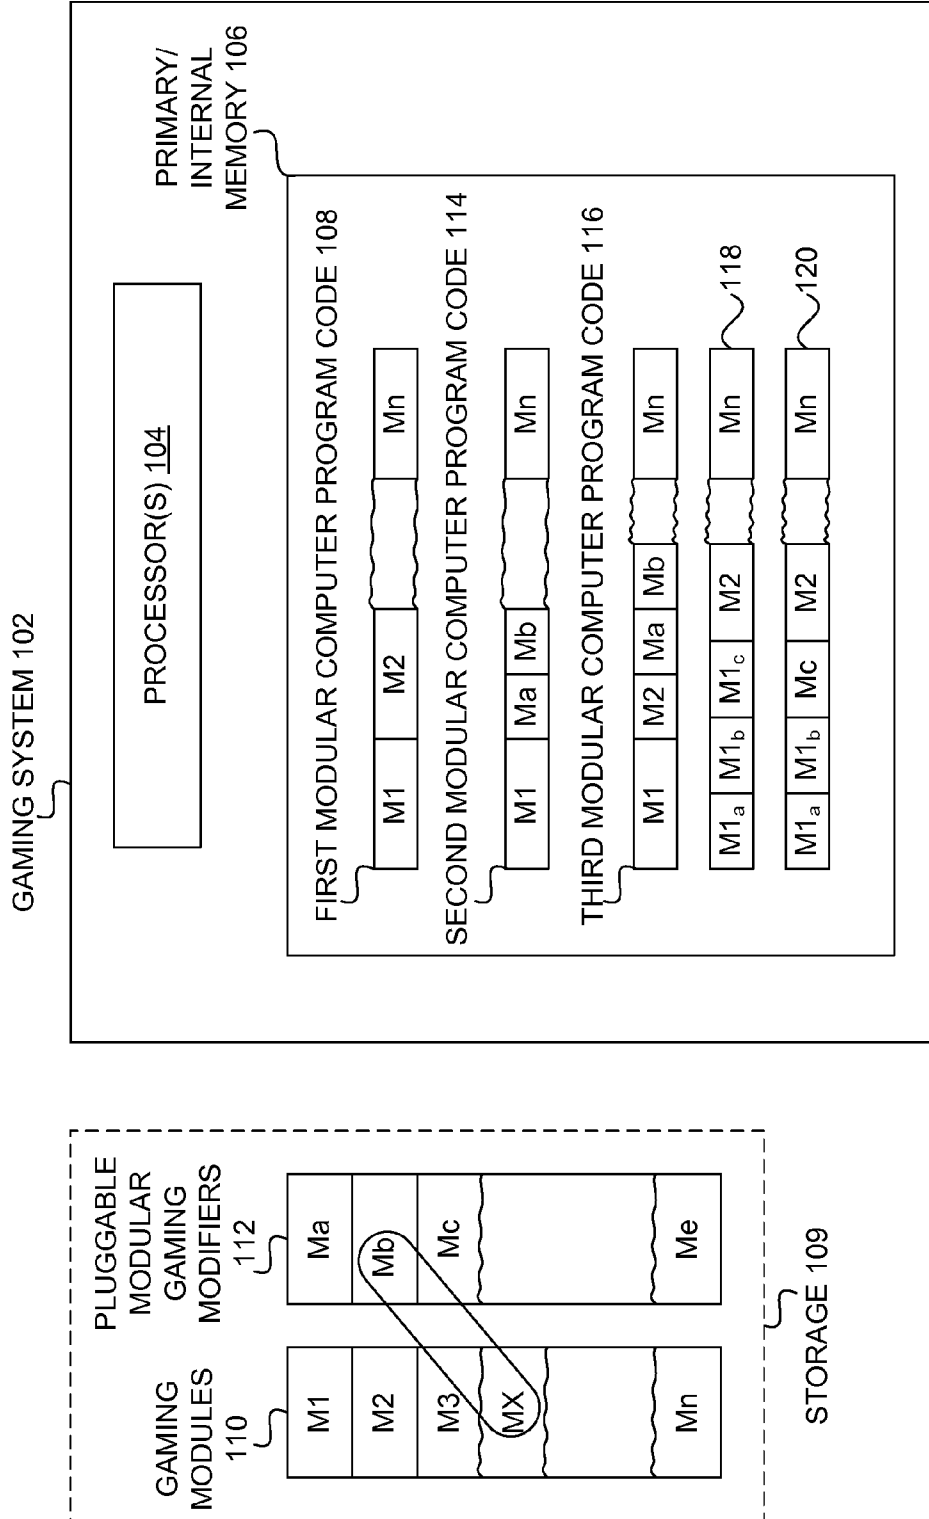 GAMING SYSTEM 102
PROCESSOR(S) 104
PRIMARY/
INTERNAL
MEMORY 106
FIRST MODULAR COMPUTER PROGRAM CODE 108
M1 M2 Mn
SECOND MODULAR COMPUTER PROGRAM CODE 114
M1 Ma Mb Mn
THIRD MODULAR COMPUTER PROGRAM CODE 116
M1 M2 Ma Mb Mn
M1a M1b M1c M2 Mn 118
M1a M1b Mc M2 Mn 120
GAMING
MODULES
110
M1
M2
M3
MX
Mn
PLUGGABLE
MODULAR
GAMING
MODIFIERS
112
Ma
Mb
Mc
Me
STORAGE 109